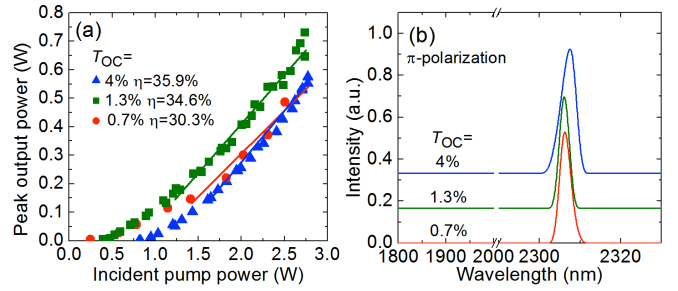 (a)
T_OC=
4% η=35.9%
1.3% η=34.6%
0.7% η=30.3%
Peak output power (W)
0.8
0.7
0.6
0.5
0.4
0.3
0.2
0.1
0.0
0.0 0.5 1.0 1.5 2.0 2.5 3.0
Incident pump power (W)
(b)
π-polarization
T_OC=
4%
1.3%
0.7%
Intensity (a.u.)
1.0
0.8
0.6
0.4
0.2
0.0
1800 1900 2000 2300 2320
Wavelength (nm)